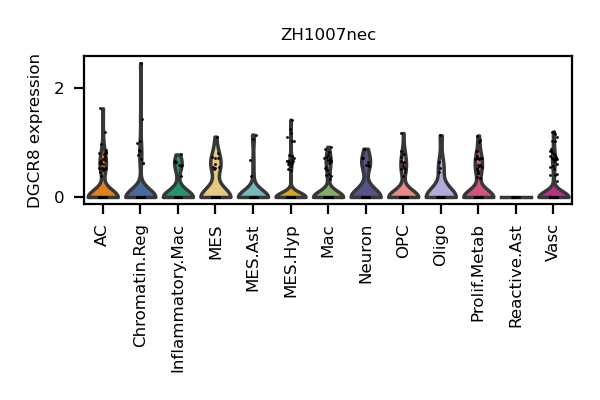 ZH1007nec
DGCR8 expression
2
0
AC
Chromatin.Reg
Inflammatory.Mac
MES
MES.Ast
MES.Hyp
Mac
Neuron
OPC
Oligo
Prolif.Metab
Reactive.Ast
Vasc